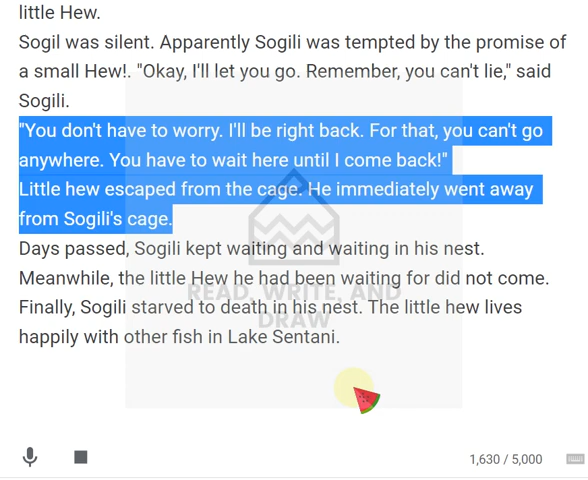 little Hew.
Sogil was silent. Apparently Sogili was tempted by the promise of
a small Hew!. "Okay, I'll let you go. Remember, you can't lie," said
Sogili.
"You don't have to worry. I'll be right back. For that, you can't go
anywhere. You have to wait here until I come back!"
Little hew escaped from the cage. He immediately went away
from Sogili's cage.
Days passed, Sogili kept waiting and waiting in his nest.
Meanwhile, the little Hew he had been waiting for did not come.
READ, WRITE, AND
DRAW
Finally, Sogili starved to death in his nest. The little hew lives
happily with other fish in Lake Sentani.
1,630 / 5,000